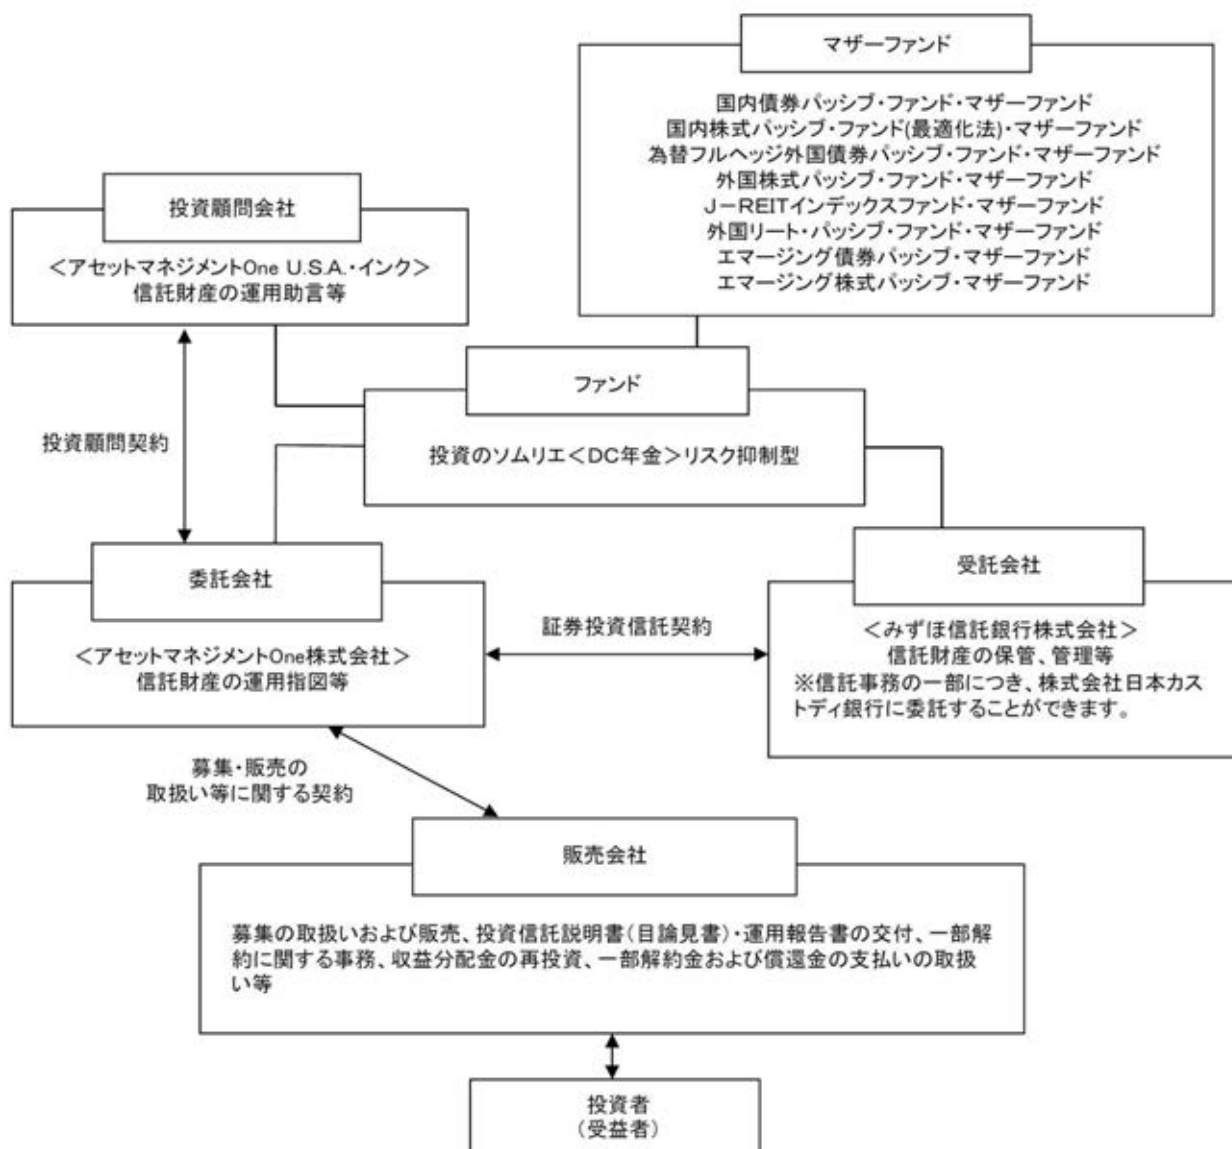 マザーファンド
国内債券パッシブ・ファンド・マザーファンド
国内株式パッシブ・ファンド(最適化法)・マザーファンド
為替フルヘッジ外国債券パッシブ・ファンド・マザーファンド
外国株式パッシブ・ファンド・マザーファンド
J－REITインデックスファンド・マザーファンド
外国リート・パッシブ・ファンド・マザーファンド
エマージング債券パッシブ・マザーファンド
エマージング株式パッシブ・マザーファンド
投資顧問会社
＜アセットマネジメントOne U.S.A.・インク＞
信託財産の運用助言等
ファンド
投資のソムリエ＜DC年金＞リスク抑制型
投資顧問契約
委託会社
＜アセットマネジメントOne株式会社＞
信託財産の運用指図等
証券投資信託契約
受託会社
＜みずほ信託銀行株式会社＞
信託財産の保管、管理等
※信託事務の一部につき、株式会社日本カス
トディ銀行に委託することができます。
募集・販売の
取扱い等に関する契約
販売会社
募集の取扱いおよび販売、投資信託説明書(目論見書)・運用報告書の交付、一部解
約に関する事務、収益分配金の再投資、一部解約金および償還金の支払いの取扱
い等
投資者
（受益者）